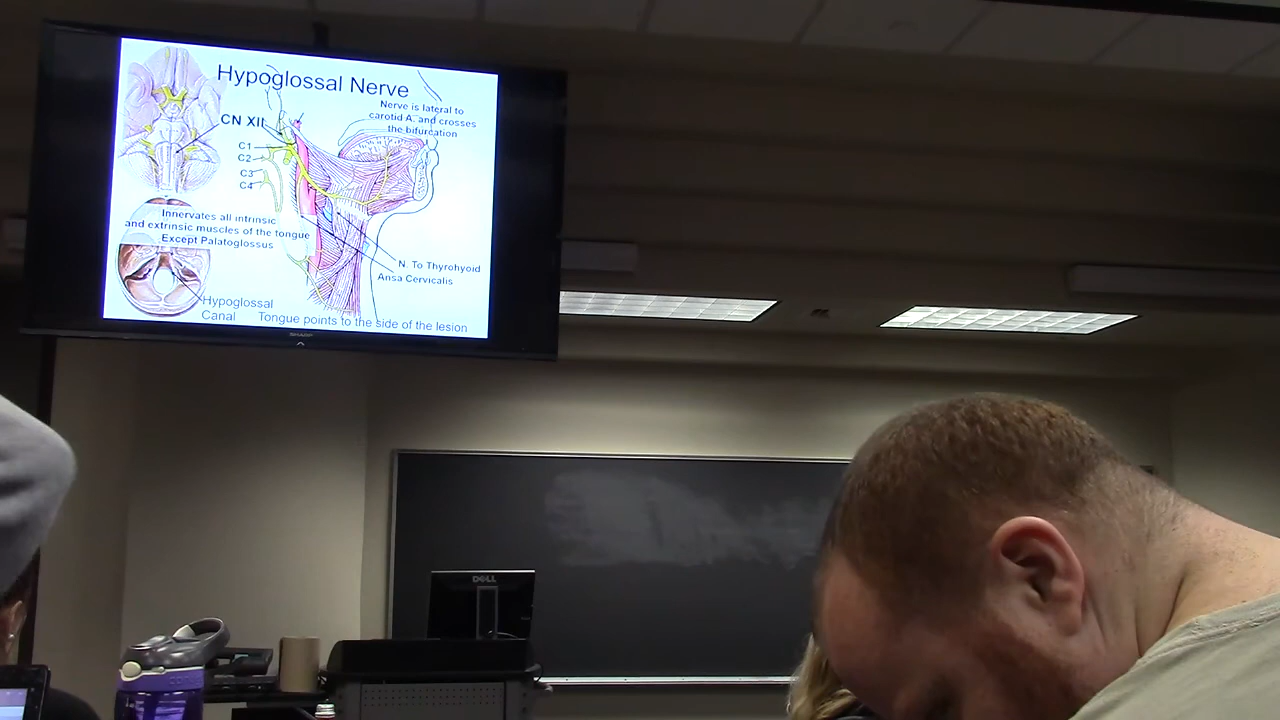 Hypoglossal Nerve
Nerve is lateral to
carotid A. and crosses
the bifurcation
CN XII
C1
C2
C3
C4
Innervates all intrinsic
and extrinsic muscles of the tongue
Except Palatoglossus
N. To Thyrohyoid
Ansa Cervicalis
Hypoglossal
Canal
Tongue points to the side of the lesion
SHARP
DELL